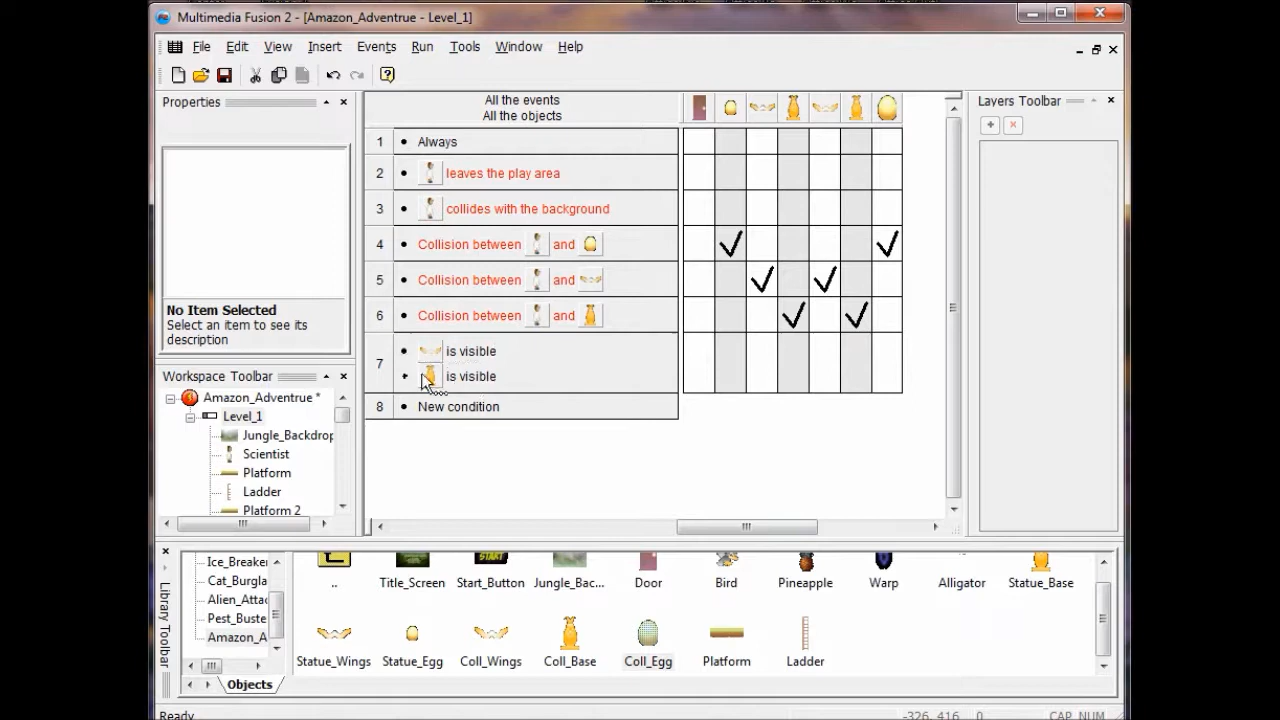 Multimedia Fusion 2 - [Amazon_Adventrue - Level_1]
File Edit View Insert Events Run Tools Window Help
Properties
No Item Selected
Select an item to see its
description
Workspace Toolbar
Amazon_Adventrue *
Level_1
Jungle_Backdrop
Scientist
Platform
Ladder
Platform 2
All the events
All the objects
1 • Always
2 • leaves the play area
3 • collides with the background
4 • Collision between and
5 • Collision between and
6 • Collision between and
7 • is visible
+ is visible
8 • New condition
Layers Toolbar
Library Toolbar
Ice_Breaker
Cat_Burgla
Alien_Attac
Pest_Buste
Amazon_A
Objects
.. Title_Screen Start_Button Jungle_Bac... Door Bird Pineapple Warp Alligator Statue_Base
Statue_Wings Statue_Egg Coll_Wings Coll_Base Coll_Egg Platform Ladder
Ready
-326, 416 0 CAP NUM